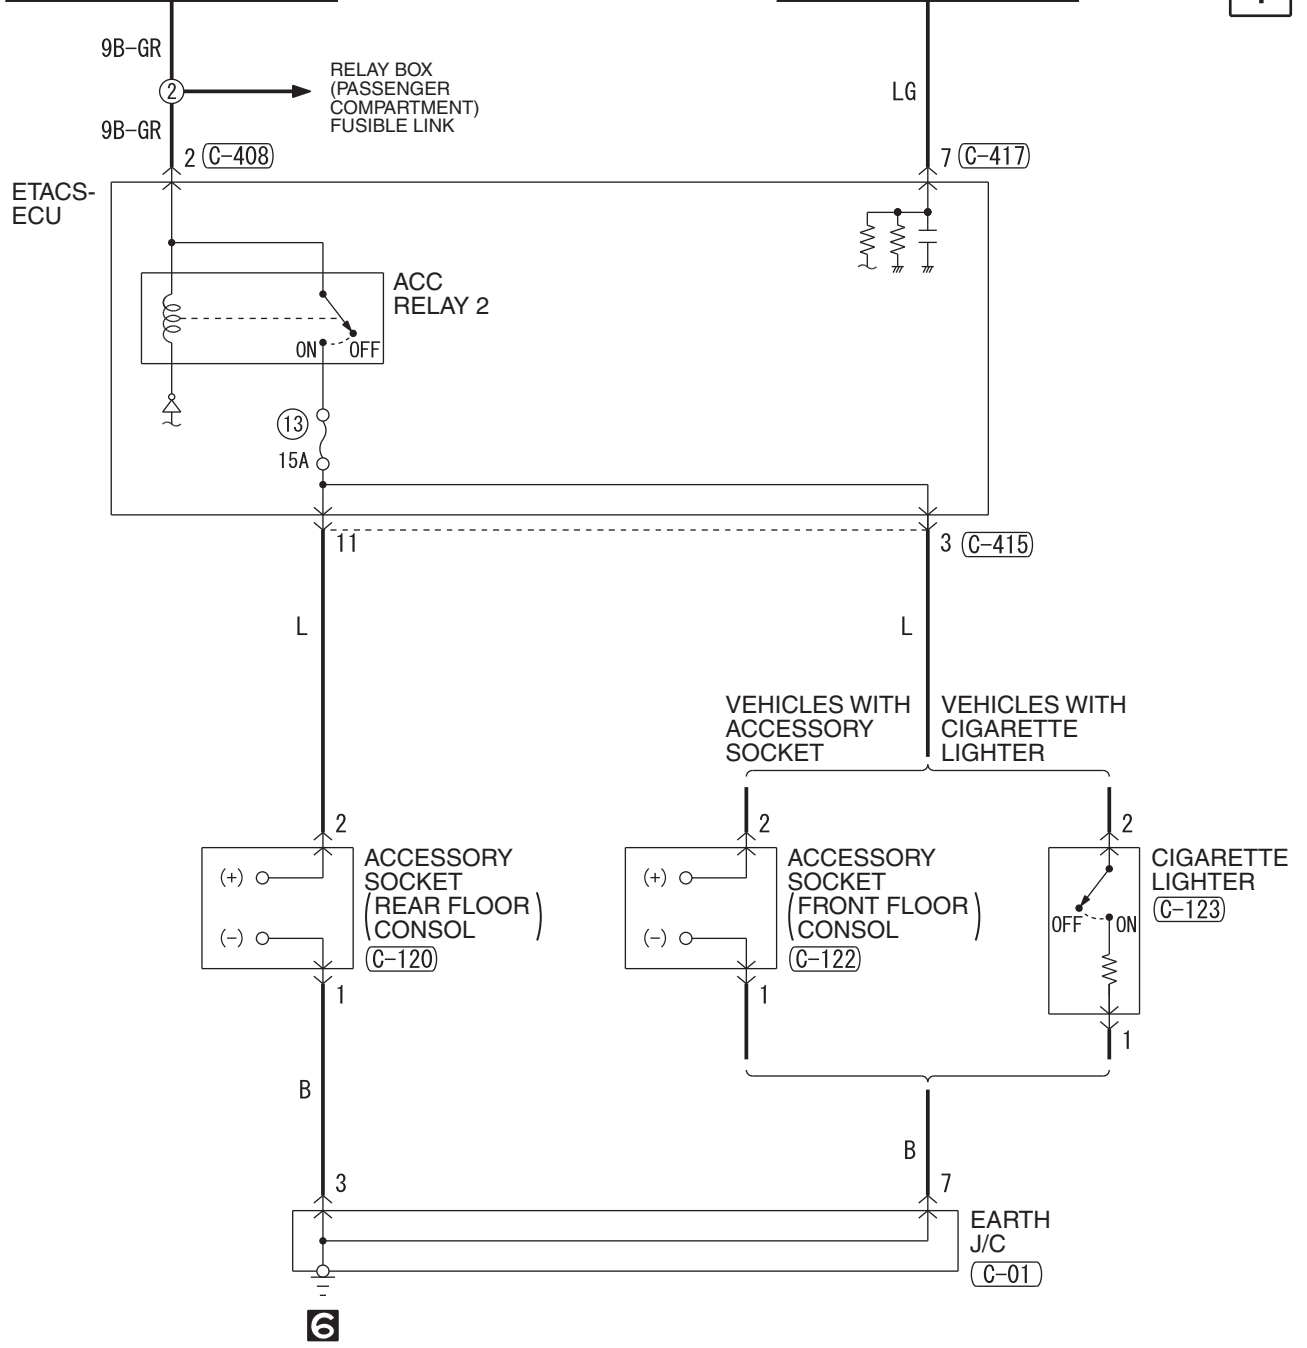 9B-GR
2
RELAY BOX
(PASSENGER
COMPARTMENT)
FUSIBLE LINK
LG
9B-GR
2 C-408
7 C-417
ETACS-
ECU
ACC
RELAY 2
ON OFF
13
15A
11
3 C-415
L
L
VEHICLES WITH
ACCESSORY
SOCKET
VEHICLES WITH
CIGARETTE
LIGHTER
2
2
2
(+)
(-)
ACCESSORY
SOCKET
(REAR FLOOR
CONSOL)
C-120
(+)
(-)
ACCESSORY
SOCKET
(FRONT FLOOR
CONSOL)
C-122
OFF ON
CIGARETTE
LIGHTER
C-123
1
1
1
B
B
3
7
EARTH
J/C
C-01
6